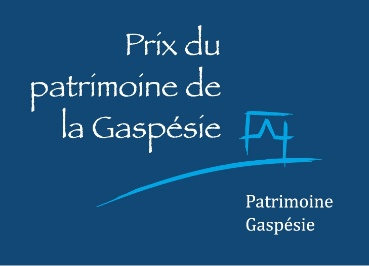 Prix du
patrimoine de
la Gaspésie
Patrimoine
Gaspésie